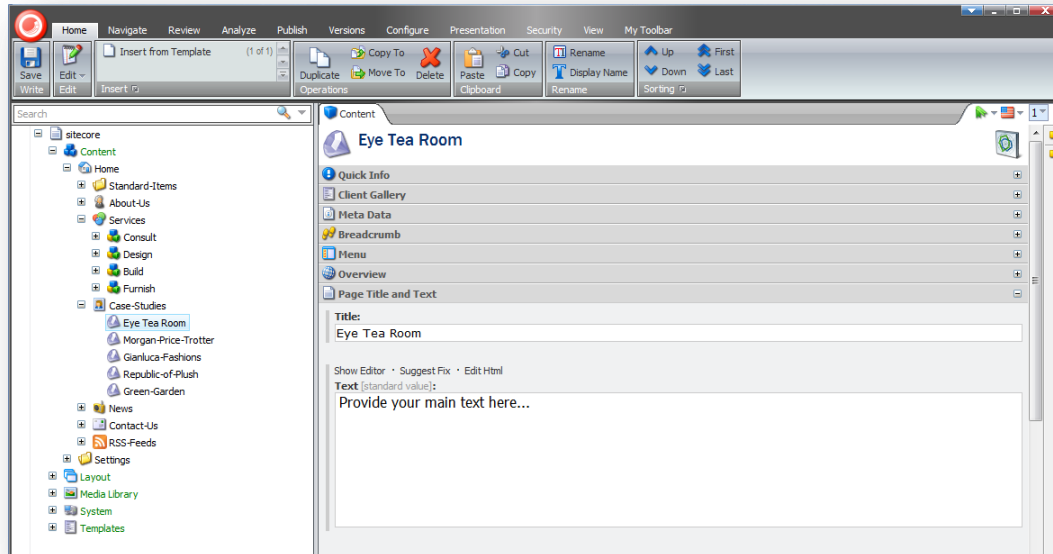 Home Navigate Review Analyze Publish Versions Configure Presentation Security View My Toolbar
Insert from Template (1 of 1) Copy To Cut Rename Up First
Save Edit Duplicate Move To Delete Paste Copy Display Name Down Last
Write Edit Insert Operations Clipboard Rename Sorting
Search
Content
1
sitecore
Content
Home
Standard-Items
About-Us
Services
Consult
Design
Build
Furnish
Case-Studies
Eye Tea Room
Morgan-Price-Trotter
Gianluca-Fashions
Republic-of-Plush
Green-Garden
News
Contact-Us
RSS-Feeds
Settings
Layout
Media Library
System
Templates
Eye Tea Room
Quick Info
Client Gallery
Meta Data
Breadcrumb
Menu
Overview
Page Title and Text
Title:
Eye Tea Room
Show Editor · Suggest Fix · Edit Html
Text [standard value]:
Provide your main text here...